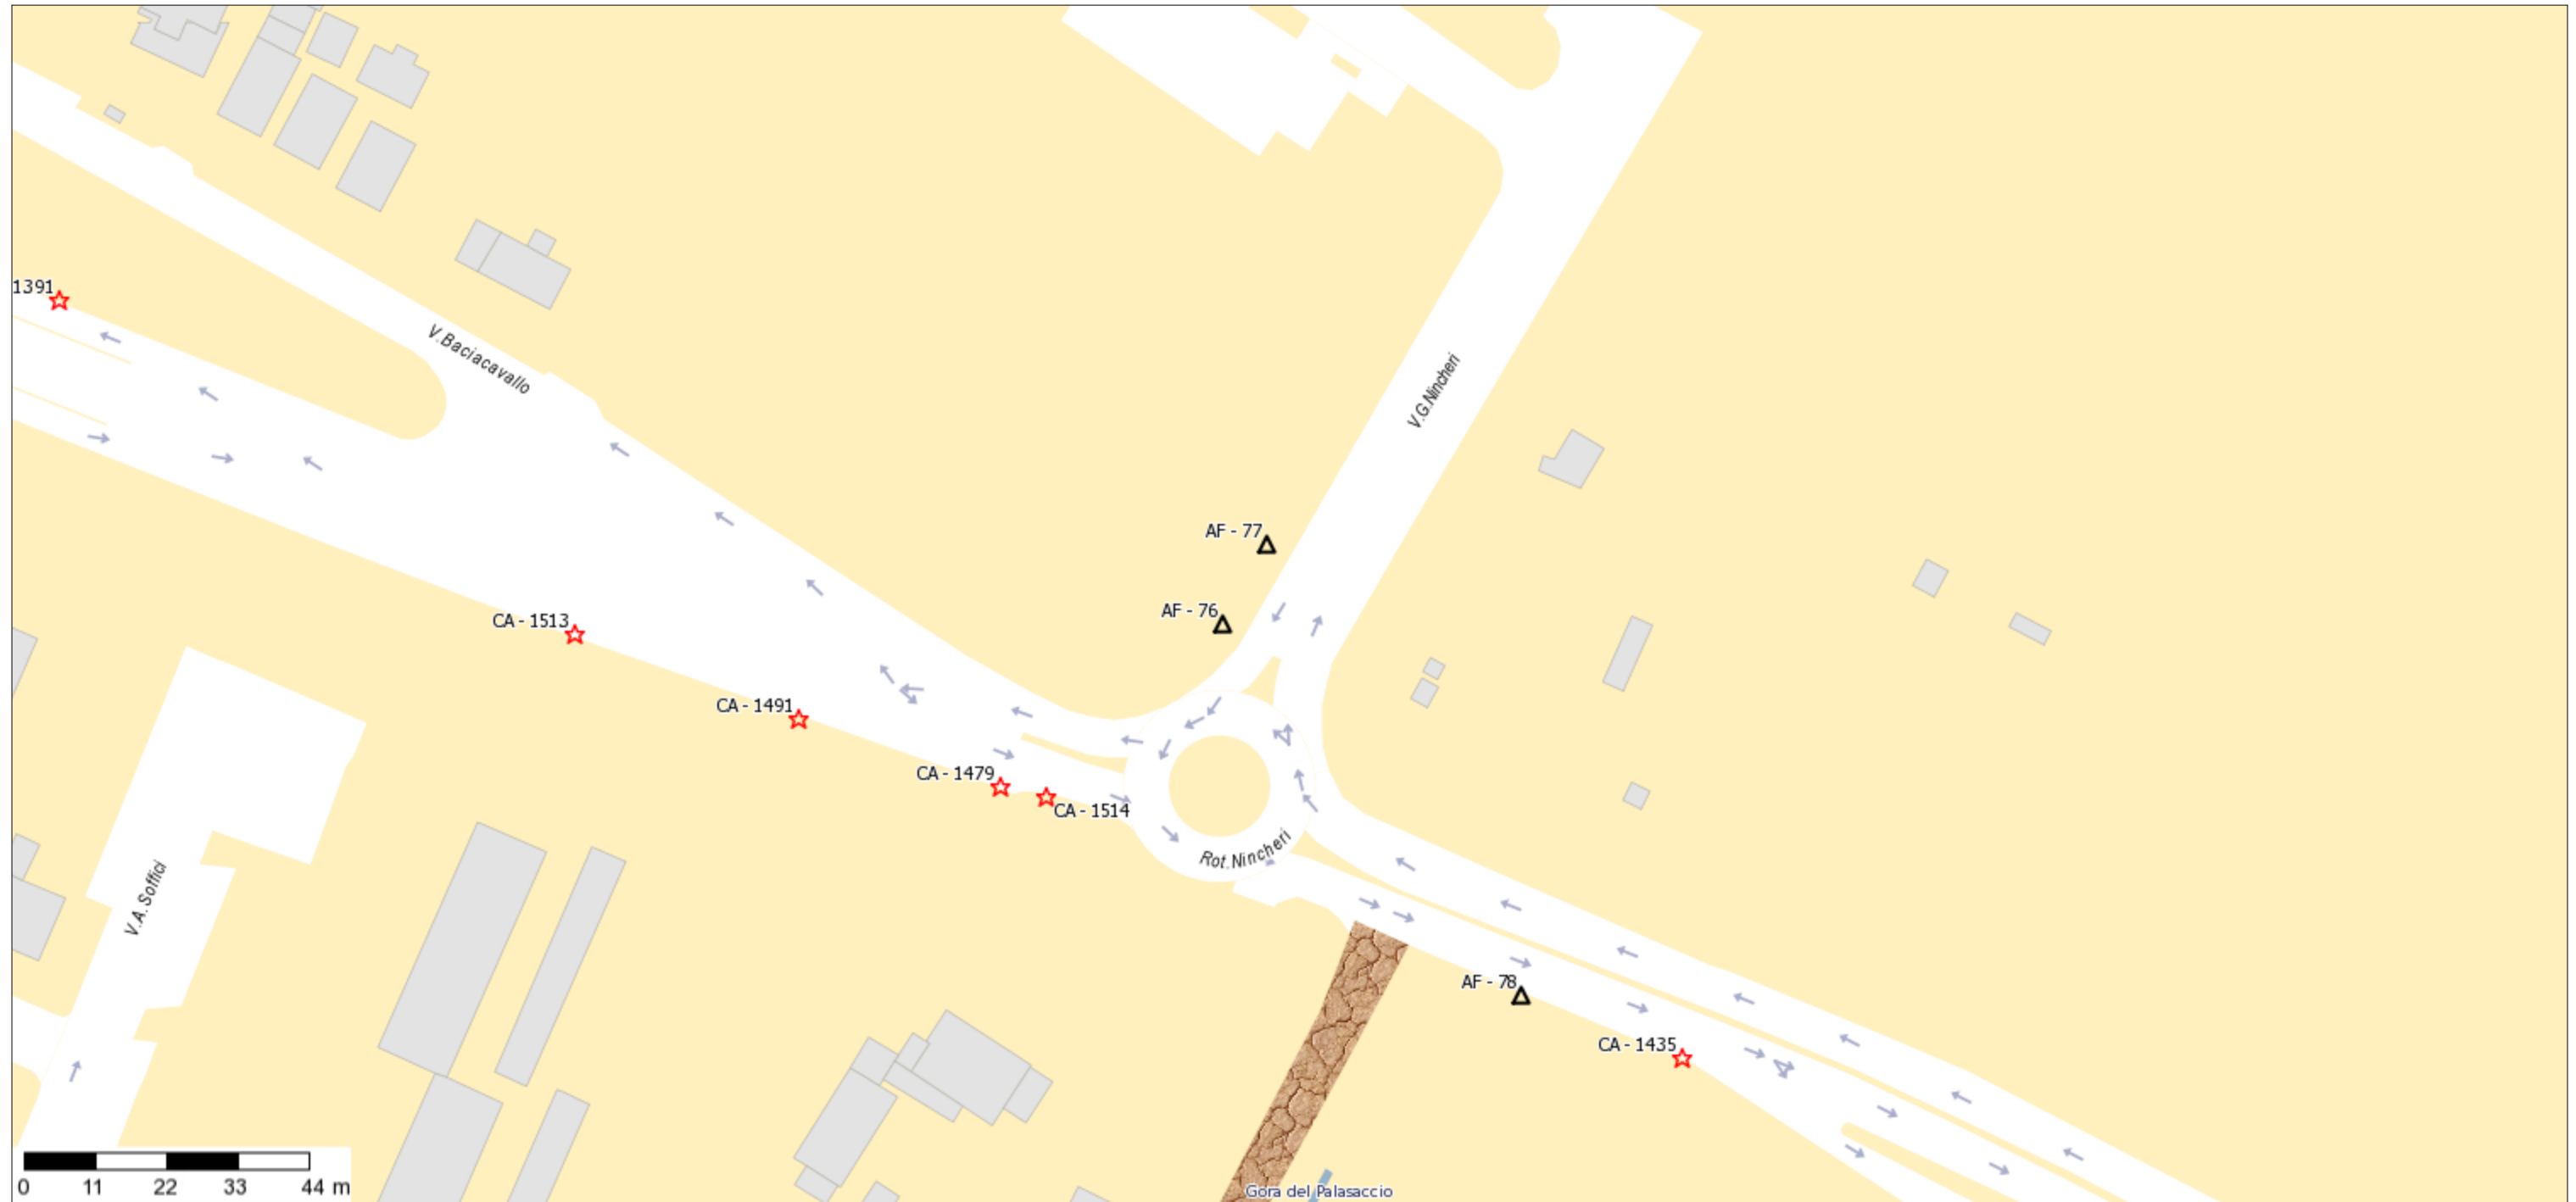 1391
V.Baciacavallo
V.G.Nincheri
AF - 77
AF - 76
CA - 1513
CA - 1491
CA - 1479
CA - 1514
Rot.Nincheri
V.A.Soffici
AF - 78
CA - 1435
0 11 22 33 44 m
Gora del Palasaccio